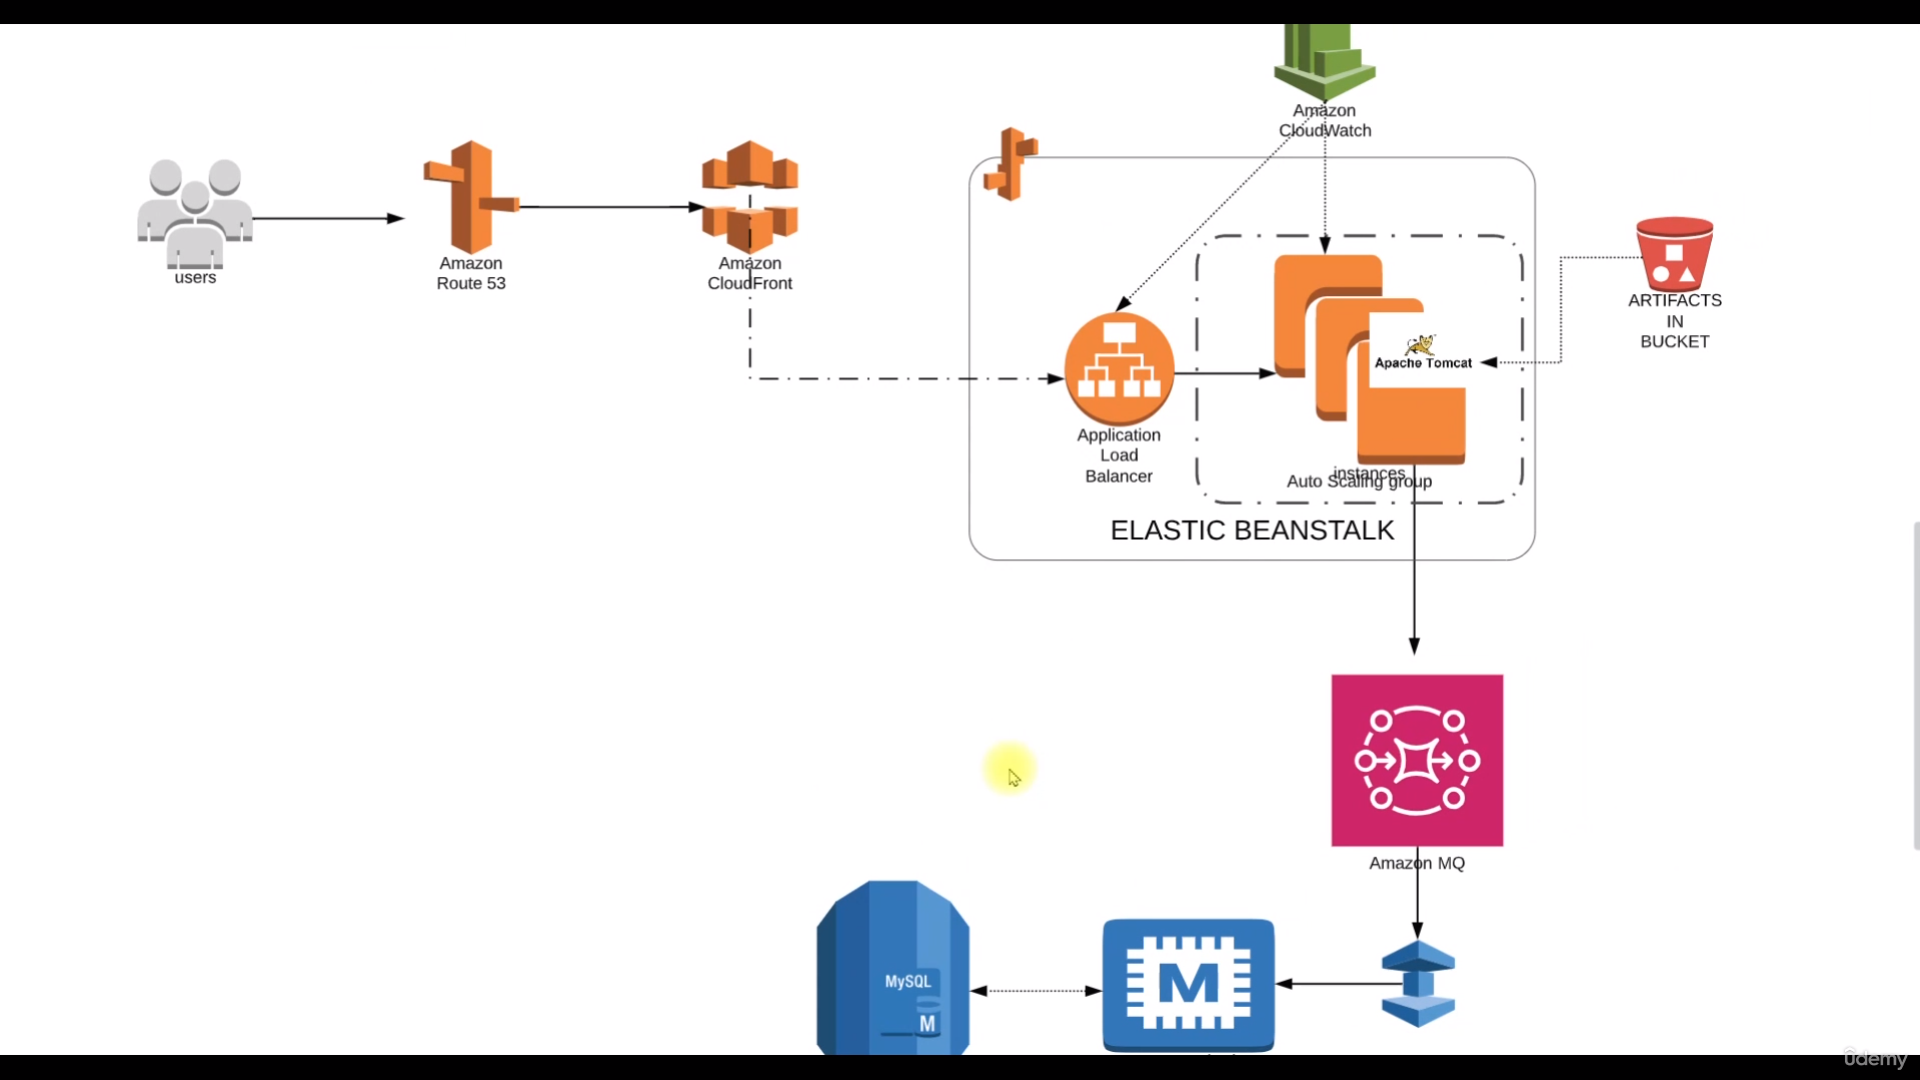 Amazon
CloudWatch
users
Amazon
Route 53
Amazon
CloudFront
ARTIFACTS
IN
BUCKET
Apache Tomcat
Application
Load
Balancer
instances
Auto Scaling group
ELASTIC BEANSTALK
Amazon MQ
MySQL
M
M
udemy